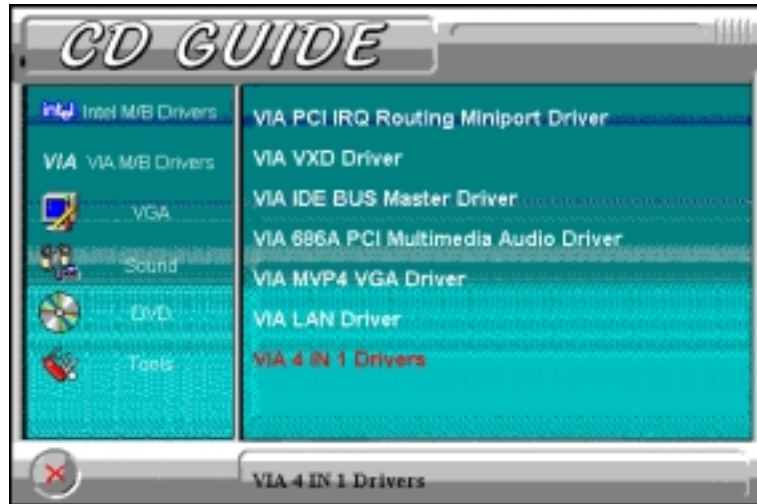 CD GUIDE
intel Intel M/B Drivers
VIA VIA M/B Drivers
VGA
Sound
DVD
Tools
VIA PCI IRQ Routing Miniport Driver
VIA VXD Driver
VIA IDE BUS Master Driver
VIA 686A PCI Multimedia Audio Driver
VIA MVP4 VGA Driver
VIA LAN Driver
VIA 4 IN 1 Drivers
VIA 4 IN 1 Drivers